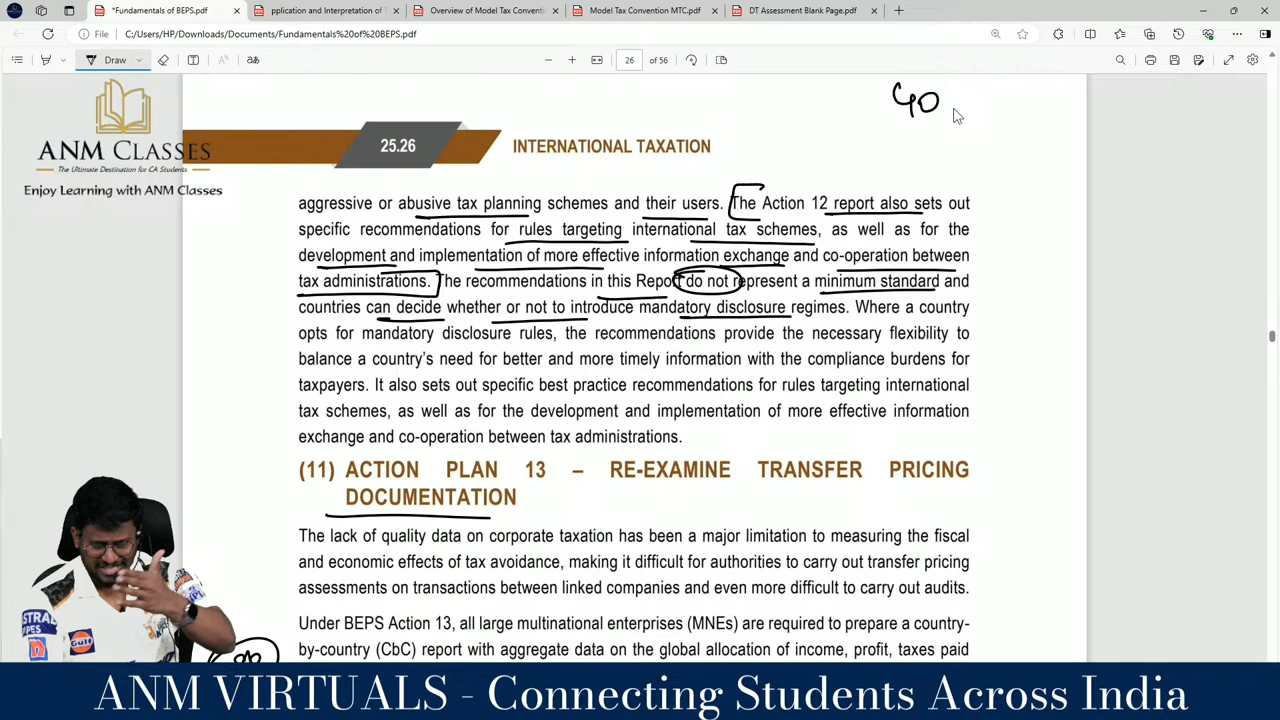 *Fundamentals of BEPS.pdf
pplication and Interpretation of T
Overview of Model Tax Conventi
Model Tax Convention MTC.pdf
DT Assessment Blank Page.pdf
File
C:/Users/HP/Downloads/Documents/Fundamentals%20of%20BEPS.pdf
Draw
26 of 56
ANM CLASSES
The Ultimate Destination for CA Students
Enjoy Learning with ANM Classes
25.26
INTERNATIONAL TAXATION
aggressive or abusive tax planning schemes and their users. The Action 12 report also sets out
specific recommendations for rules targeting international tax schemes, as well as for the
development and implementation of more effective information exchange and co-operation between
tax administrations. The recommendations in this Report do not represent a minimum standard and
countries can decide whether or not to introduce mandatory disclosure regimes. Where a country
opts for mandatory disclosure rules, the recommendations provide the necessary flexibility to
balance a country's need for better and more timely information with the compliance burdens for
taxpayers. It also sets out specific best practice recommendations for rules targeting international
tax schemes, as well as for the development and implementation of more effective information
exchange and co-operation between tax administrations.
(11) ACTION PLAN 13 – RE-EXAMINE TRANSFER PRICING
DOCUMENTATION
The lack of quality data on corporate taxation has been a major limitation to measuring the fiscal
and economic effects of tax avoidance, making it difficult for authorities to carry out transfer pricing
assessments on transactions between linked companies and even more difficult to carry out audits.
Under BEPS Action 13, all large multinational enterprises (MNEs) are required to prepare a country-
by-country (CbC) report with aggregate data on the global allocation of income, profit, taxes paid
Gulf
ANM VIRTUALS - Connecting Students Across India